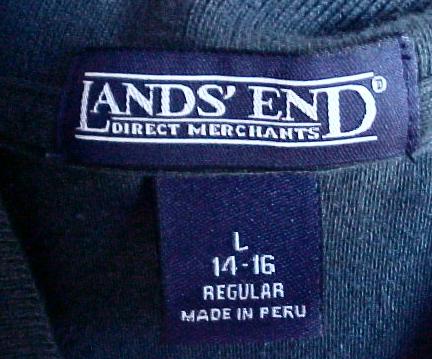 LANDS' END®
DIRECT MERCHANTS
L
14-16
REGULAR
MADE IN PERU